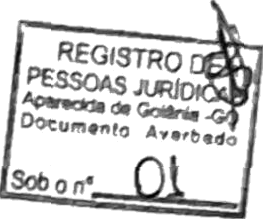 REGISTRO DE
PESSOAS JURÍDICAS
Aparecida de Goiânia -GO
Documento Averbado
Sob o nº 01